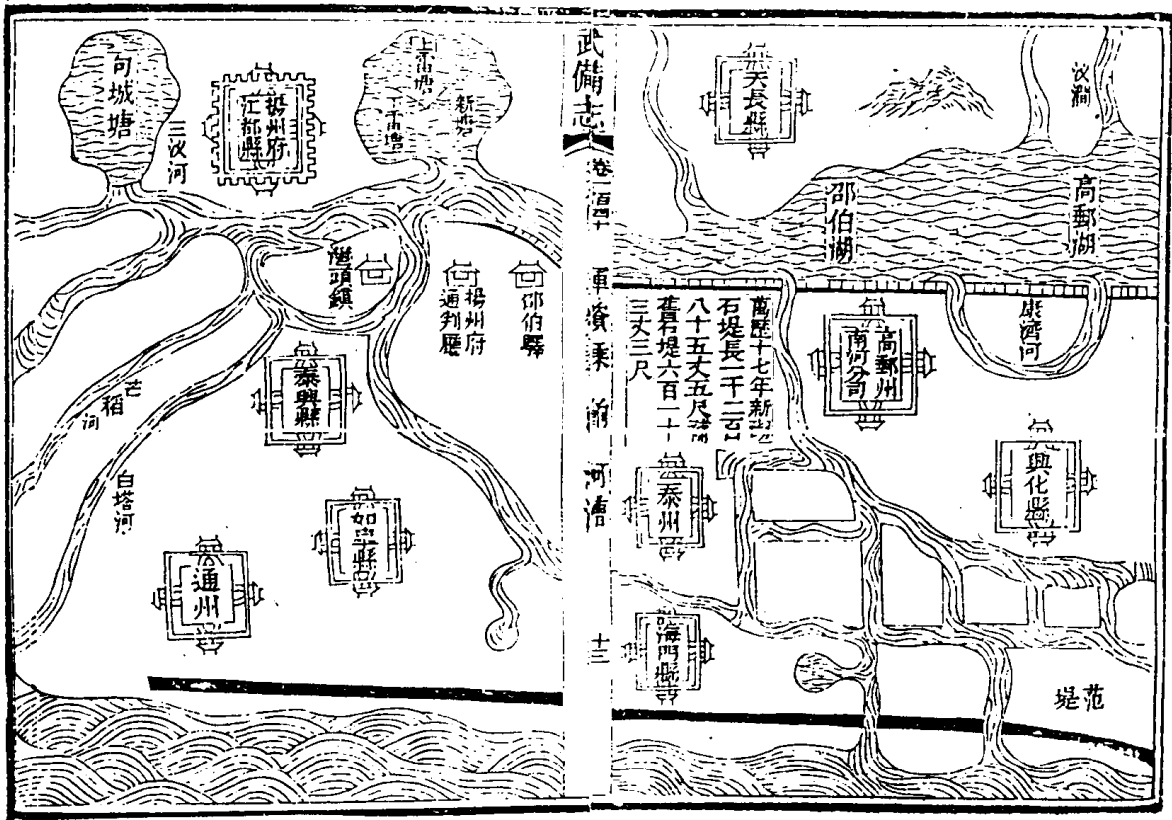 汊澗
高郵湖
邵伯湖
天長縣
康濟河
高郵州
南河分司
興化縣
萬歷十七年新
石堤長一千二百
八十五丈五尺
舊石堤六百一十
三丈三尺
泰州
海門縣
范堤
武備志
卷二百四十
軍資乘
河漕
十三
新塘
上雷塘
下雷塘
揚州府
江都縣
三汊河
句城塘
邵伯驛
揚州府
通判廳
灣頭鎮
泰興縣
芒稻河
白塔河
如皋縣
通州